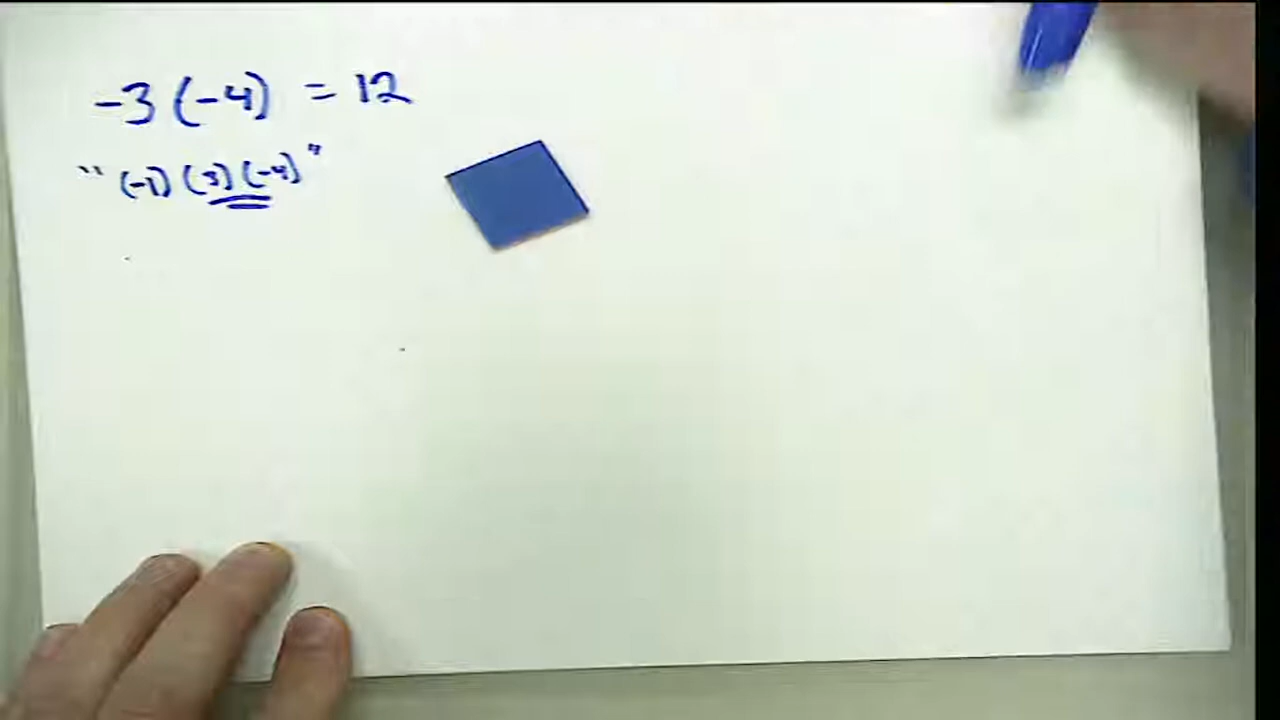 -3 (-4) = 12
"(-1) (3) (-4)"